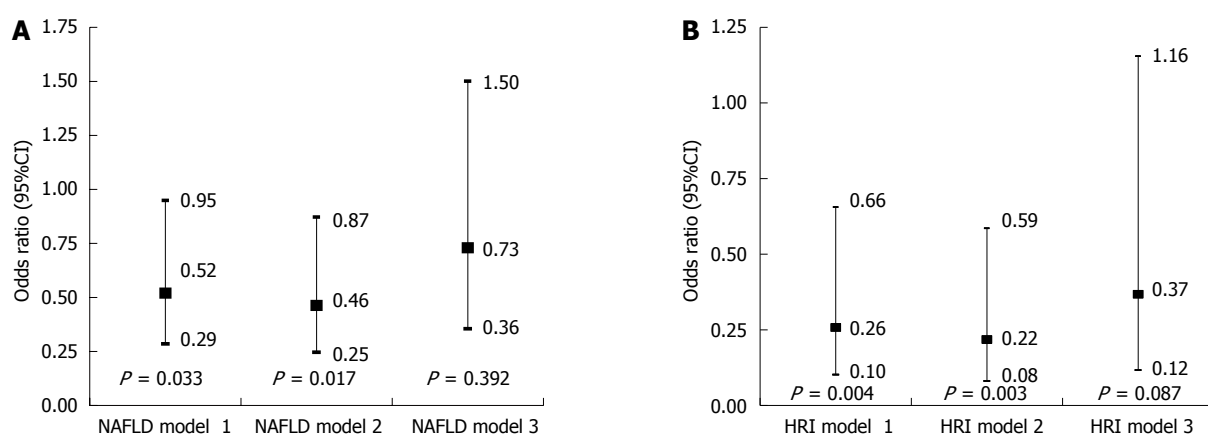 A
Odds ratio (95%CI)
1.75
1.50
1.25
1.00
0.75
0.50
0.25
0.00
0.95
0.52
0.29
P = 0.033
0.87
0.46
0.25
P = 0.017
1.50
0.73
0.36
P = 0.392
NAFLD model 1
NAFLD model 2
NAFLD model 3
B
Odds ratio (95%CI)
1.25
1.00
0.75
0.50
0.25
0.00
0.66
0.26
0.10
P = 0.004
0.59
0.22
0.08
P = 0.003
1.16
0.37
0.12
P = 0.087
HRI model 1
HRI model 2
HRI model 3